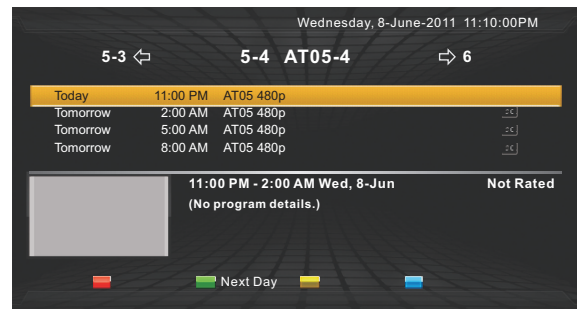 Wednesday, 8-June-2011 11:10:00PM
5-3 5-4 AT05-4 6
Today 11:00 PM AT05 480p
Tomorrow 2:00 AM AT05 480p
Tomorrow 5:00 AM AT05 480p
Tomorrow 8:00 AM AT05 480p
11:00 PM - 2:00 AM Wed, 8-Jun Not Rated
(No program details.)
Next Day